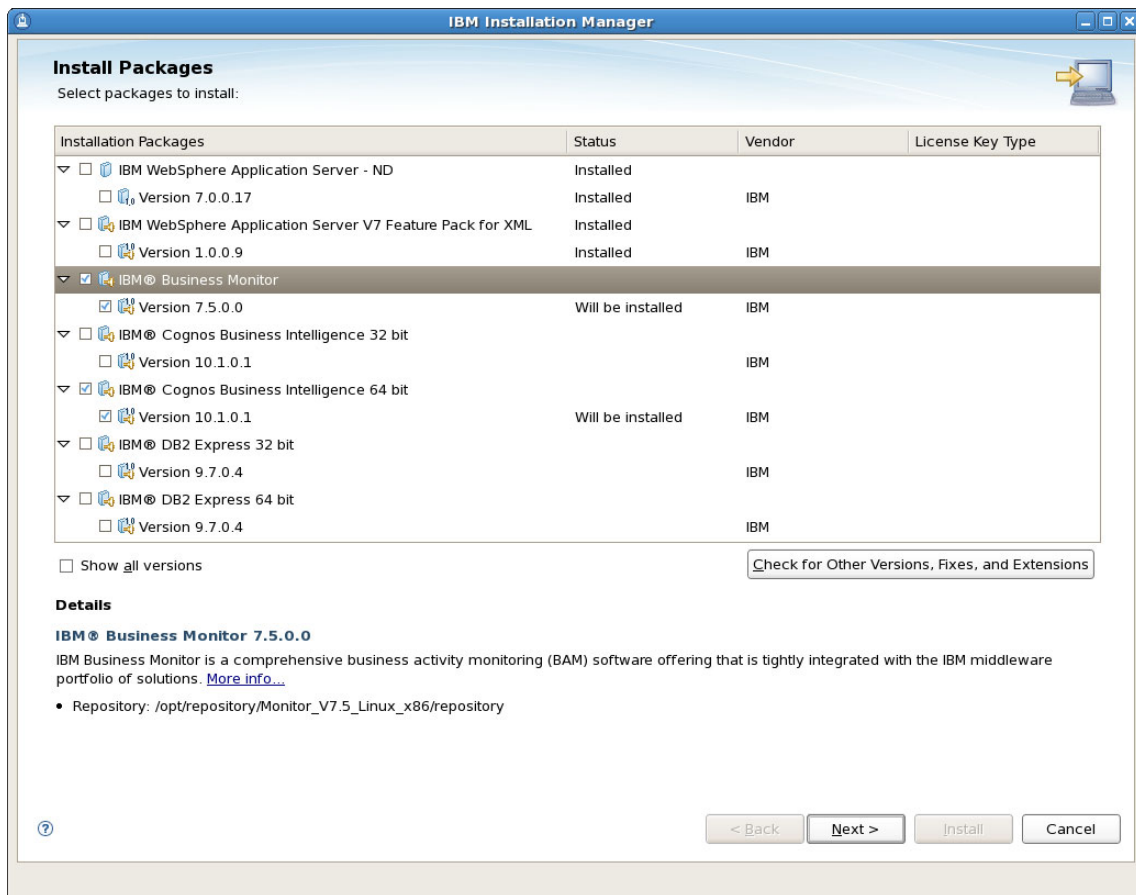 IBM Installation Manager
Install Packages
Select packages to install:
Installation Packages Status Vendor License Key Type
IBM WebSphere Application Server - ND Installed
Version 7.0.0.17 IBM
IBM WebSphere Application Server V7 Feature Pack for XML Installed
Version 1.0.0.9 Installed IBM
IBM® Business Monitor
Version 7.5.0.0 Will be installed IBM
IBM® Cognos Business Intelligence 32 bit
Version 10.1.0.1 IBM
IBM® Cognos Business Intelligence 64 bit
Version 10.1.0.1 Will be installed IBM
IBM® DB2 Express 32 bit
Version 9.7.0.4 IBM
IBM® DB2 Express 64 bit
Version 9.7.0.4 IBM
Show all versions Check for Other Versions, Fixes, and Extensions
Details
IBM® Business Monitor 7.5.0.0
IBM Business Monitor is a comprehensive business activity monitoring (BAM) software offering that is tightly integrated with the IBM middleware
portfolio of solutions. More info...
• Repository: /opt/repository/Monitor_V7.5_Linux_x86/repository
? < Back Next > Install Cancel